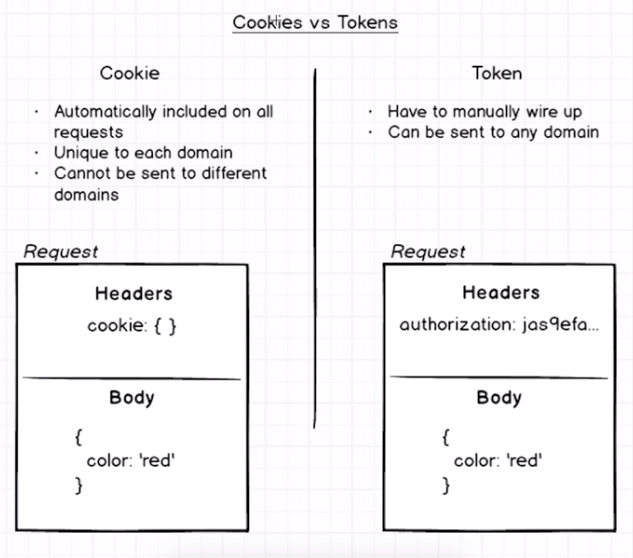 Cookies vs Tokens
Cookie
· Automatically included on all
requests
· Unique to each domain
· Cannot be sent to different
domains
Token
· Have to manually wire up
· Can be sent to any domain
Request
Headers
cookie: { }
Body
{
color: 'red'
}
Request
Headers
authorization: jas9efa...
Body
{
color: 'red'
}